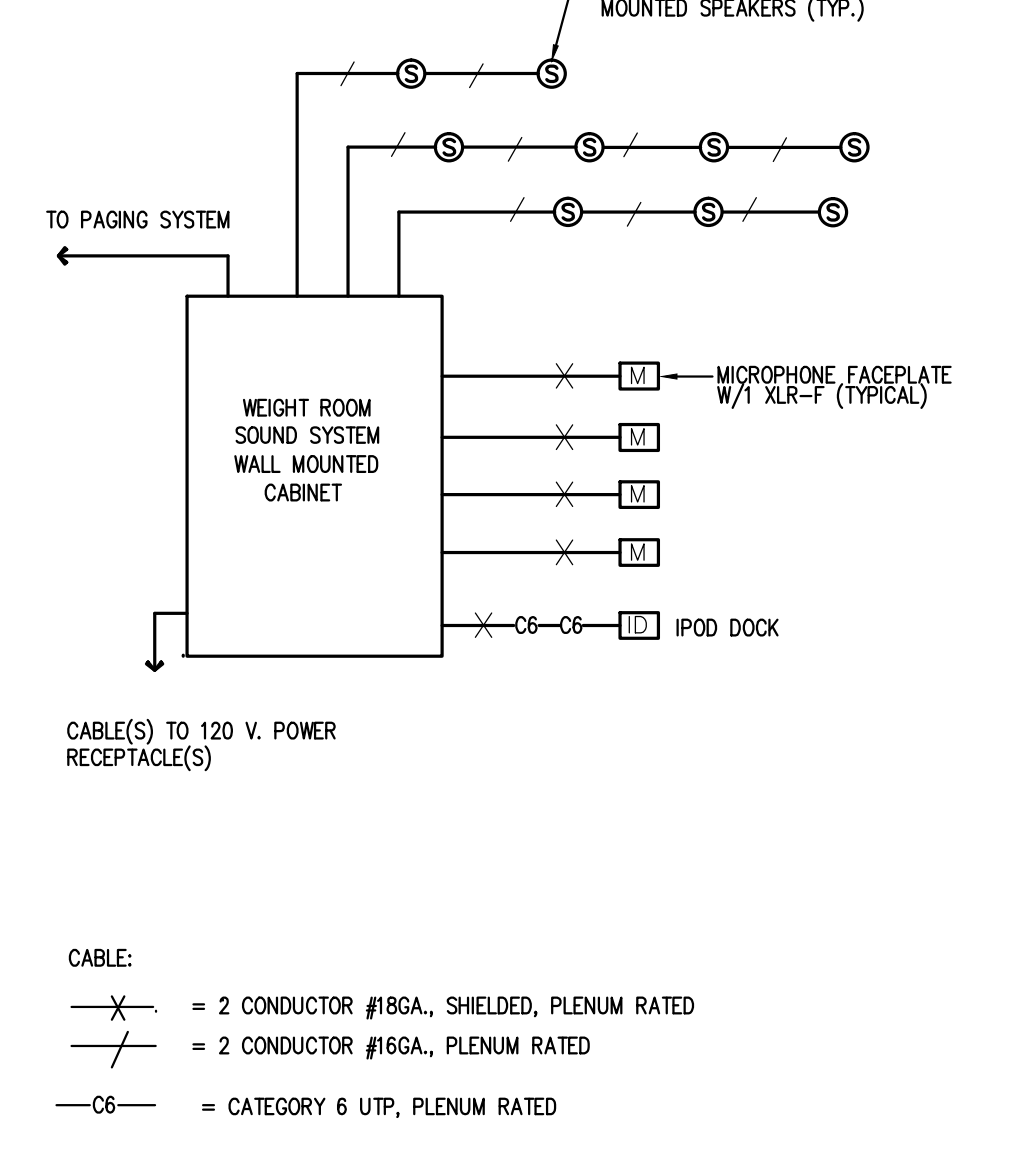 MOUNTED SPEAKERS (TYP.)
S S
S S S S
TO PAGING SYSTEM
S S S
M MICROPHONE FACEPLATE
W/1 XLR-F (TYPICAL)
WEIGHT ROOM
SOUND SYSTEM
WALL MOUNTED
CABINET
M
M
M
C6 C6 ID IPOD DOCK
CABLE(S) TO 120 V. POWER
RECEPTACLE(S)
CABLE:
X = 2 CONDUCTOR #18GA., SHIELDED, PLENUM RATED
/ = 2 CONDUCTOR #16GA., PLENUM RATED
C6 = CATEGORY 6 UTP, PLENUM RATED